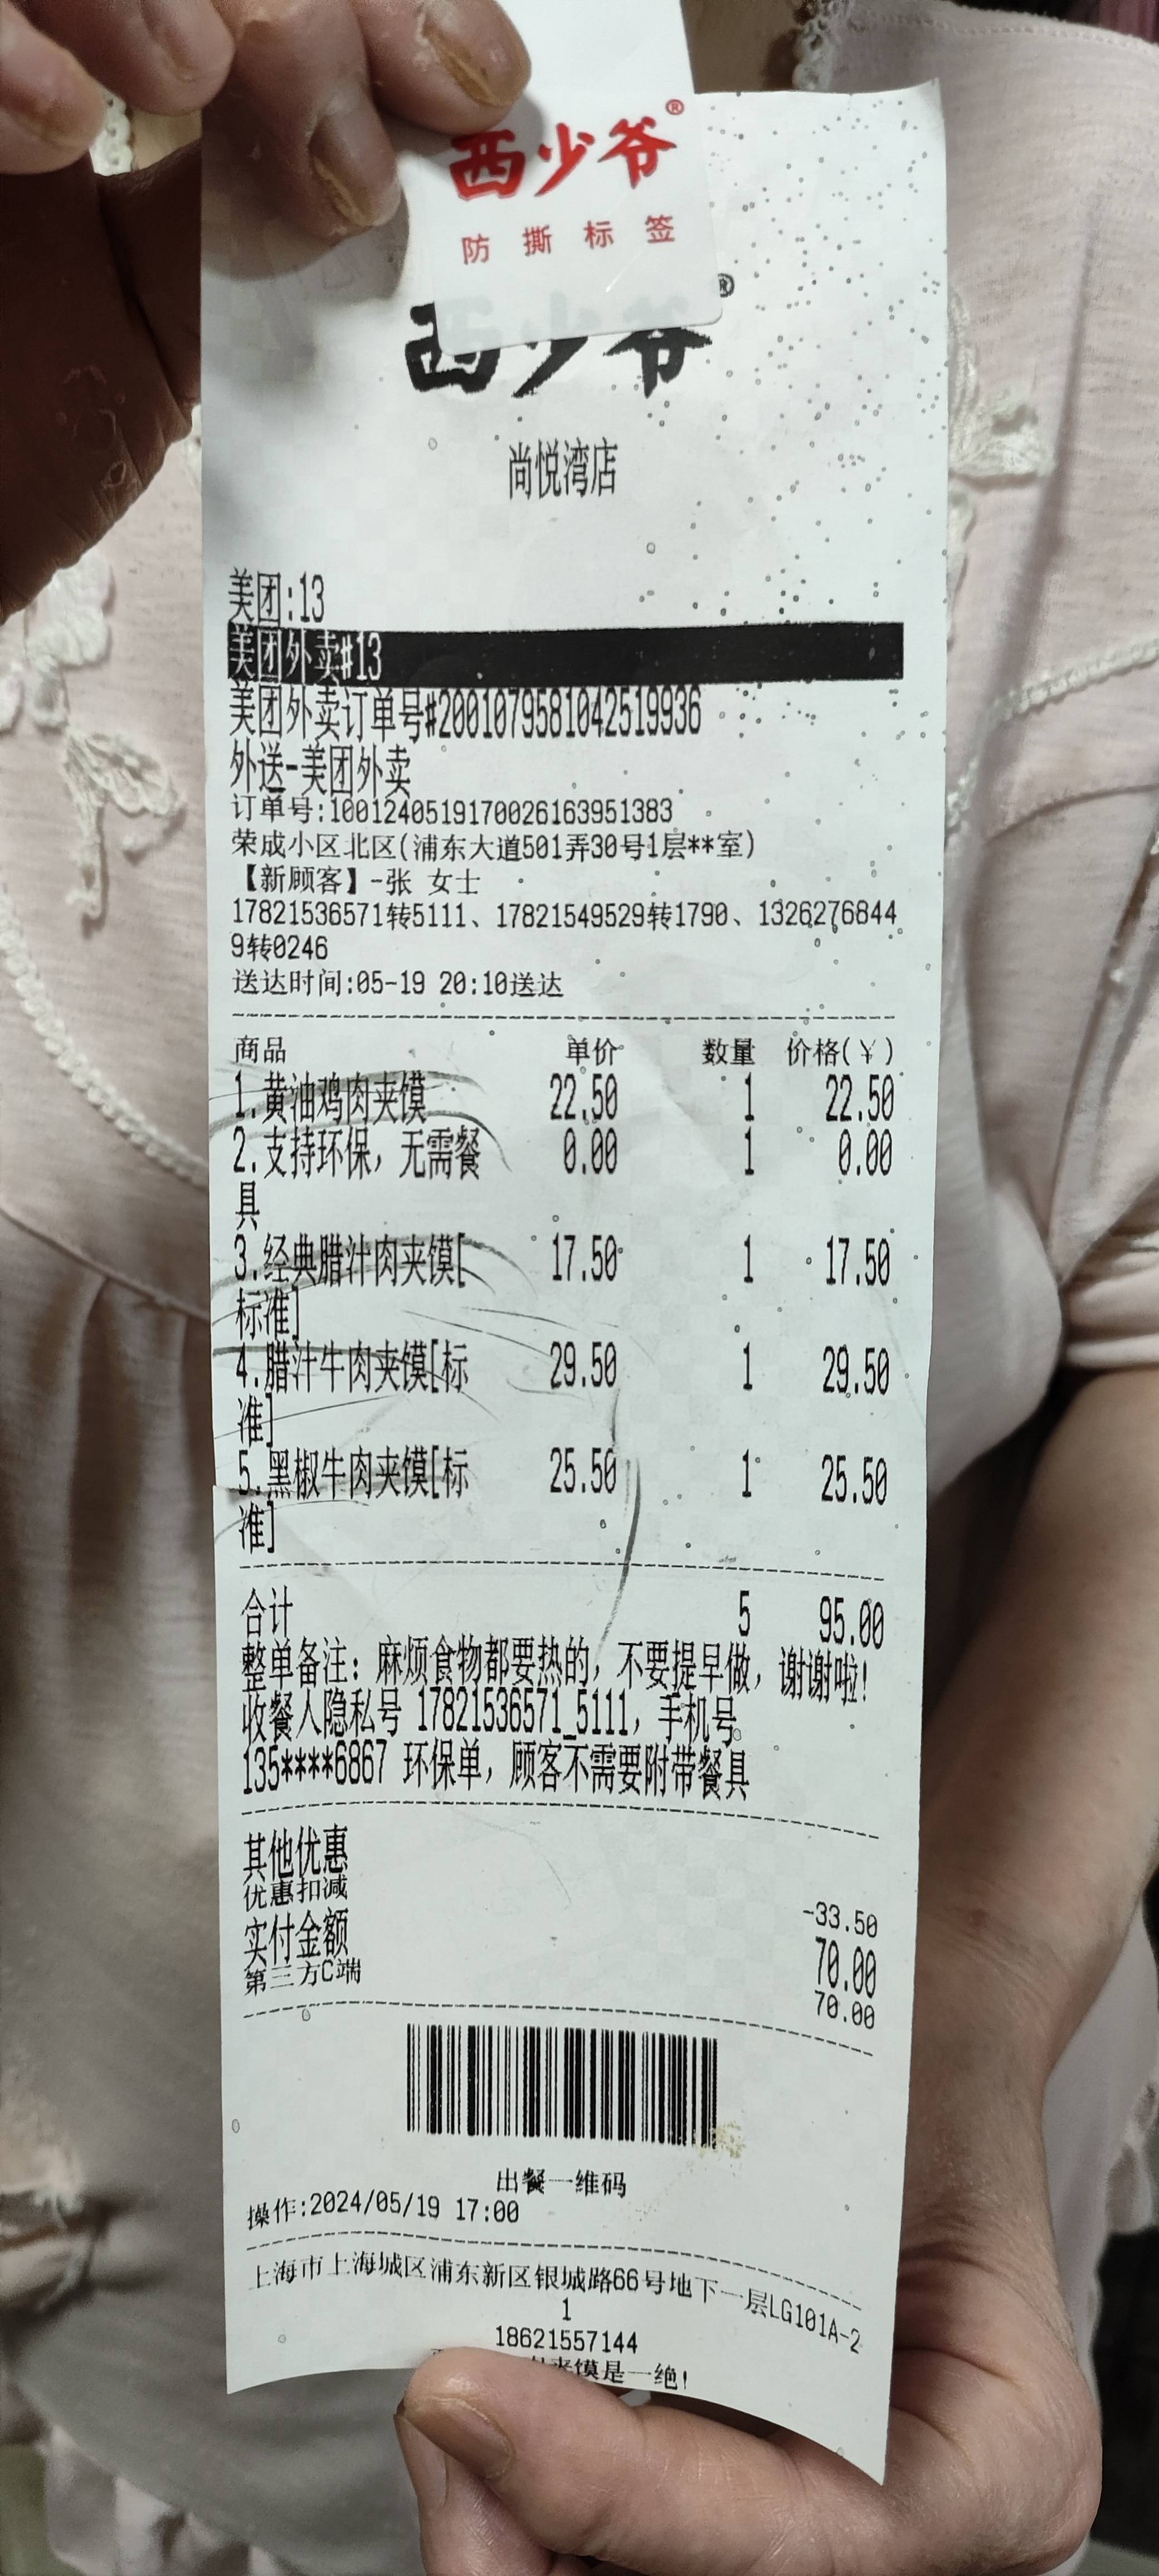 西少爷®
防撕标签
西少爷®
尚悦湾店
美团:13
美团外卖#13
美团外卖订单号#2001079581042519936
外送-美团外卖
订单号:1001240519170026163951383
荣成小区北区(浦东大道501弄30号1层**室)
【新顾客】-张 女士
17821536571转5111、17821549529转1790、1326276844
9转0246
送达时间:05-19 20:10送达
商品 单价 数量 价格(¥)
1.黄油鸡肉夹馍 22.50 1 22.50
2.支持环保，无需餐 0.00 1 0.00
具
3.经典腊汁肉夹馍[ 17.50 1 17.50
标准]
4.腊汁牛肉夹馍[标 29.50 1 29.50
准]
5.黑椒牛肉夹馍[标 25.50 1 25.50
准]
合计 5 95.00
整单备注：麻烦食物都要热的，不要提早做，谢谢啦！
收餐人隐私号 17821536571_5111，手机号
135****6867 环保单，顾客不需要附带餐具
其他优惠
优惠扣减 -33.50
实付金额 70.00
第三方C端 70.00
出餐一维码
操作:2024/05/19 17:00
上海市上海城区浦东新区银城路66号地下一层LG101A-2
1
18621557144
夹馍是一绝!